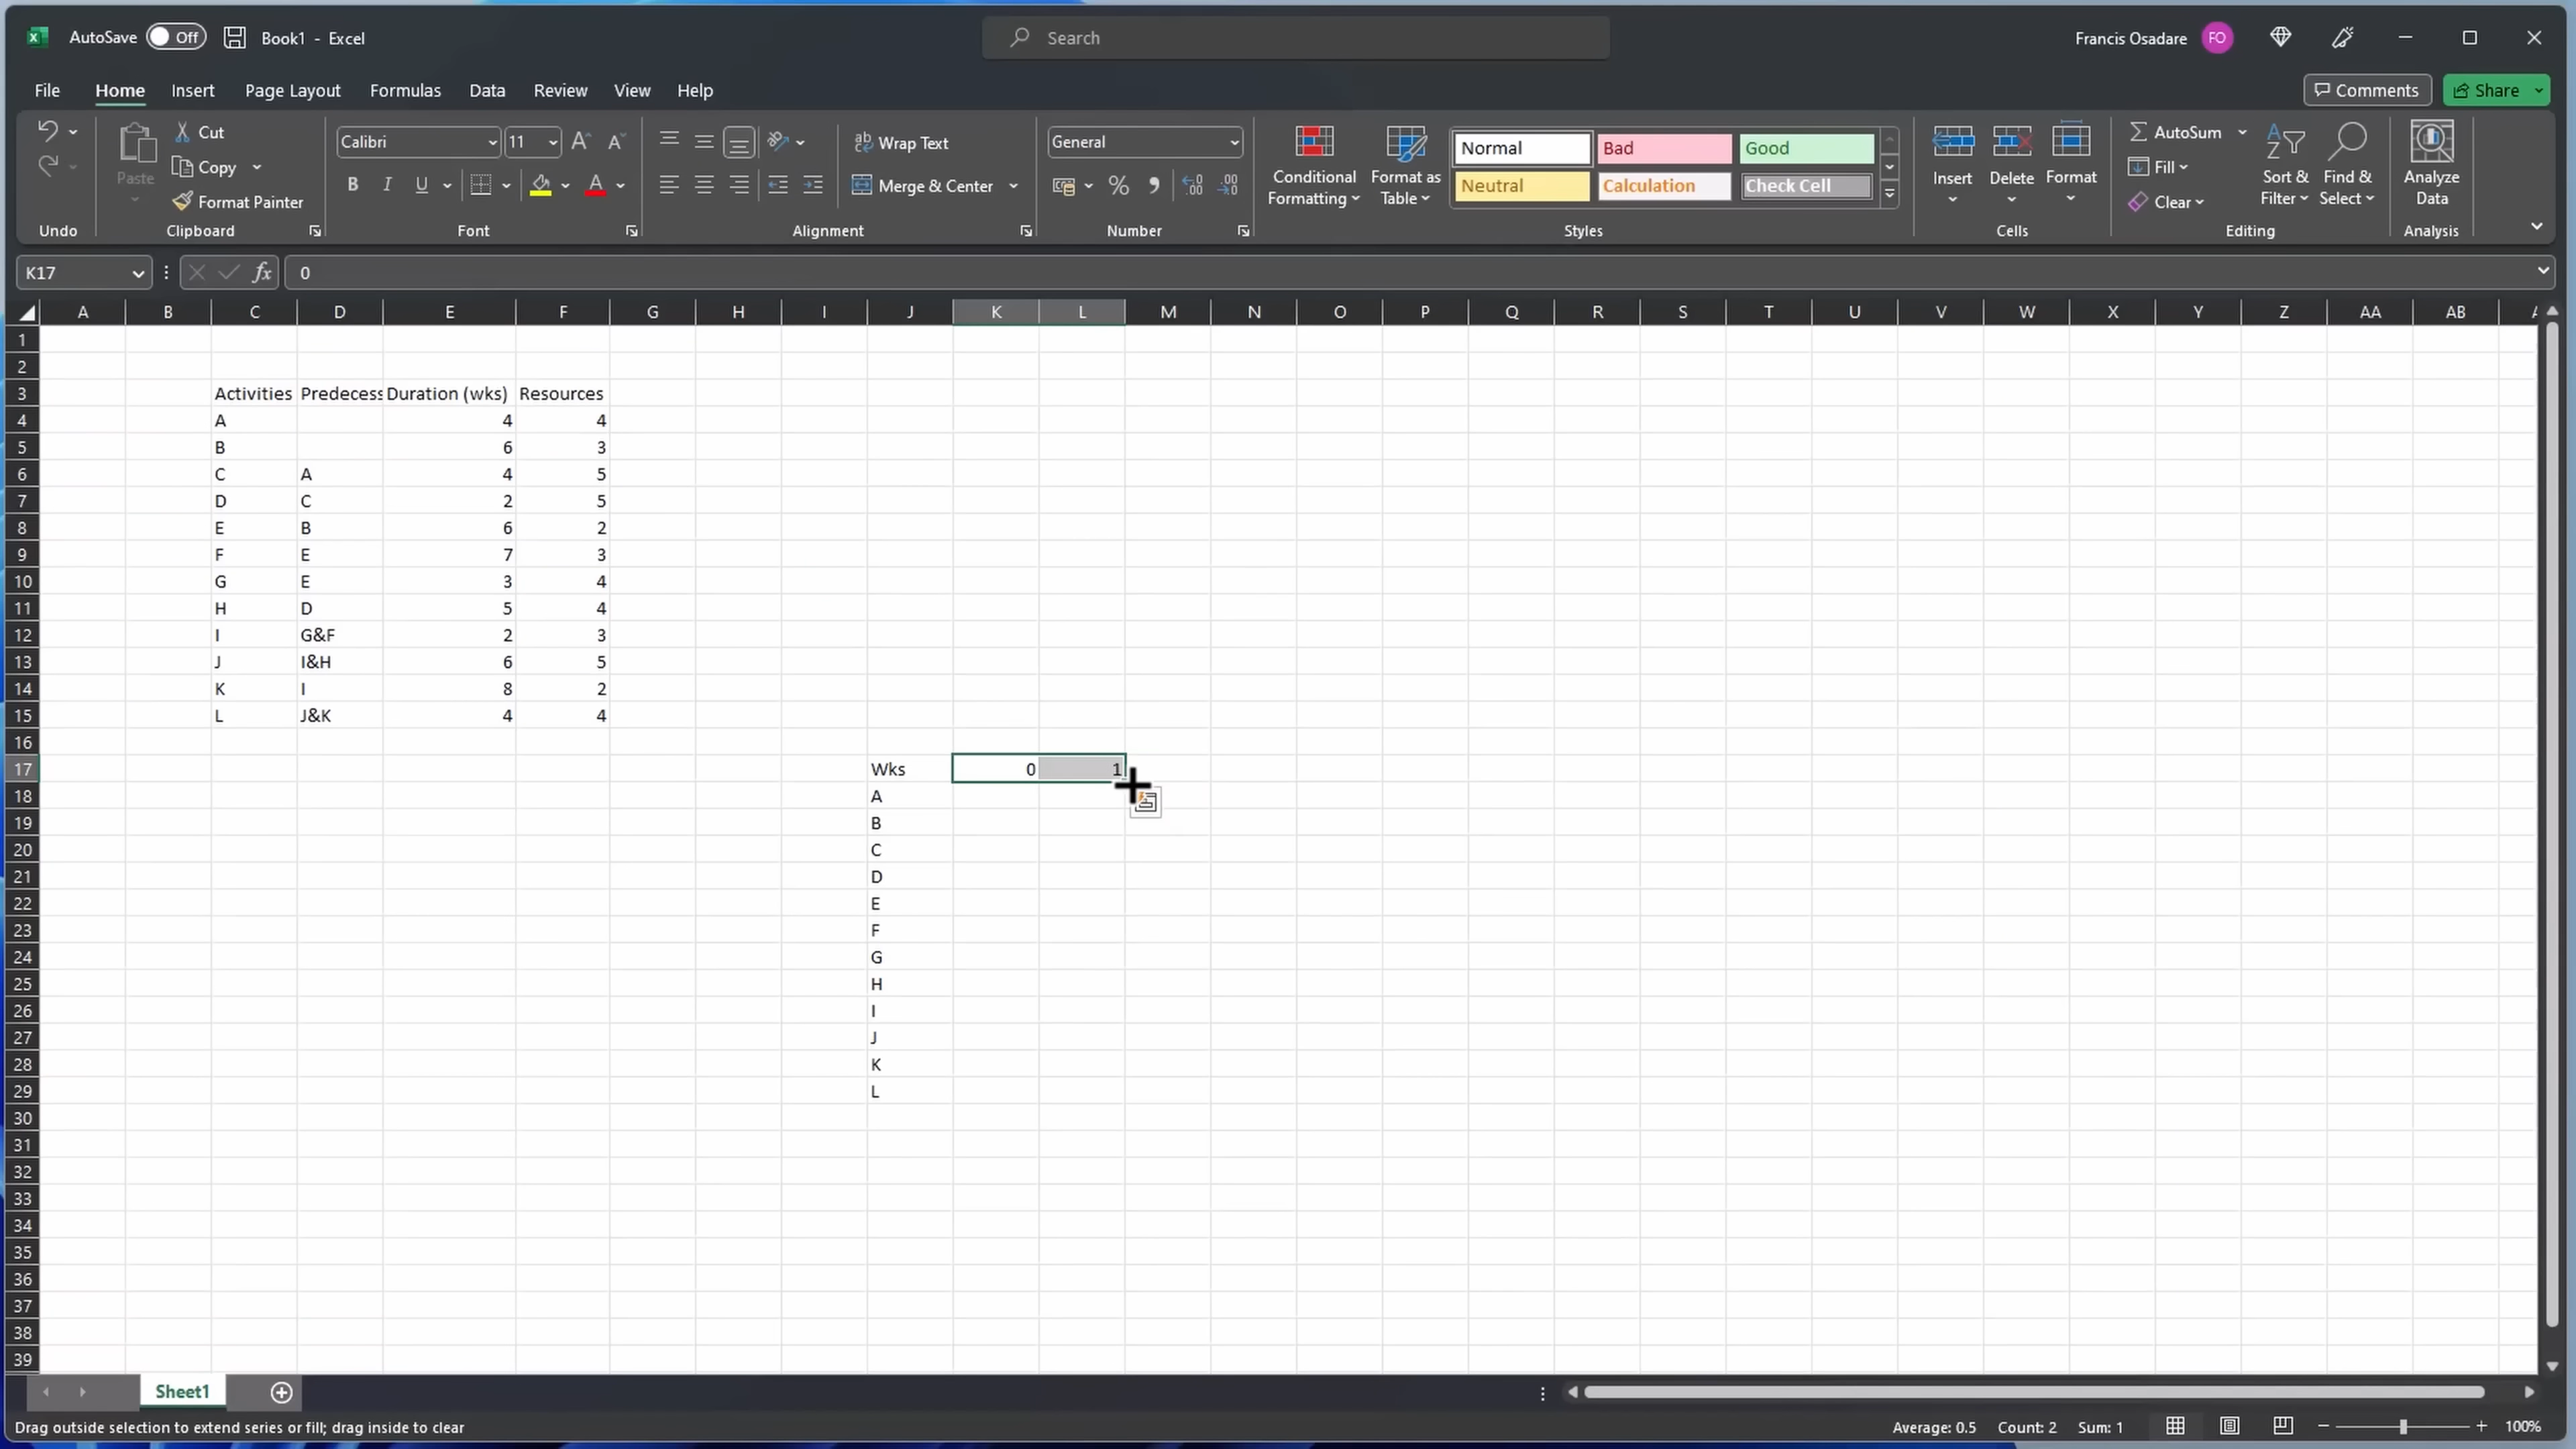 AutoSave Off Book1 - Excel Search Francis Osadare FO
File Home Insert Page Layout Formulas Data Review View Help Comments Share
Paste Cut Copy Format Painter
Calibri 11
B I U
Wrap Text
Merge & Center
General
Conditional Formatting Format as Table
Normal Bad Good
Neutral Calculation Check Cell
Insert Delete Format
AutoSum Fill Clear
Sort & Filter Find & Select
Analyze Data
Undo Clipboard Font Alignment Number Styles Cells Editing Analysis
K17 fx 0
A B C D E F G H I J K L M N O P Q R S T U V W X Y Z AA AB
1
2
3 Activities Predecess Duration (wks) Resources
4 A 4 4
5 B 6 3
6 C A 4 5
7 D C 2 5
8 E B 6 2
9 F E 7 3
10 G E 3 4
11 H D 5 4
12 I G&F 2 3
13 J I&H 6 5
14 K I 8 2
15 L J&K 4 4
16
17 Wks 0 1
18 A
19 B
20 C
21 D
22 E
23 F
24 G
25 H
26 I
27 J
28 K
29 L
30
31
32
33
34
35
36
37
38
39
Sheet1
Drag outside selection to extend series or fill; drag inside to clear Average: 0.5 Count: 2 Sum: 1 100%